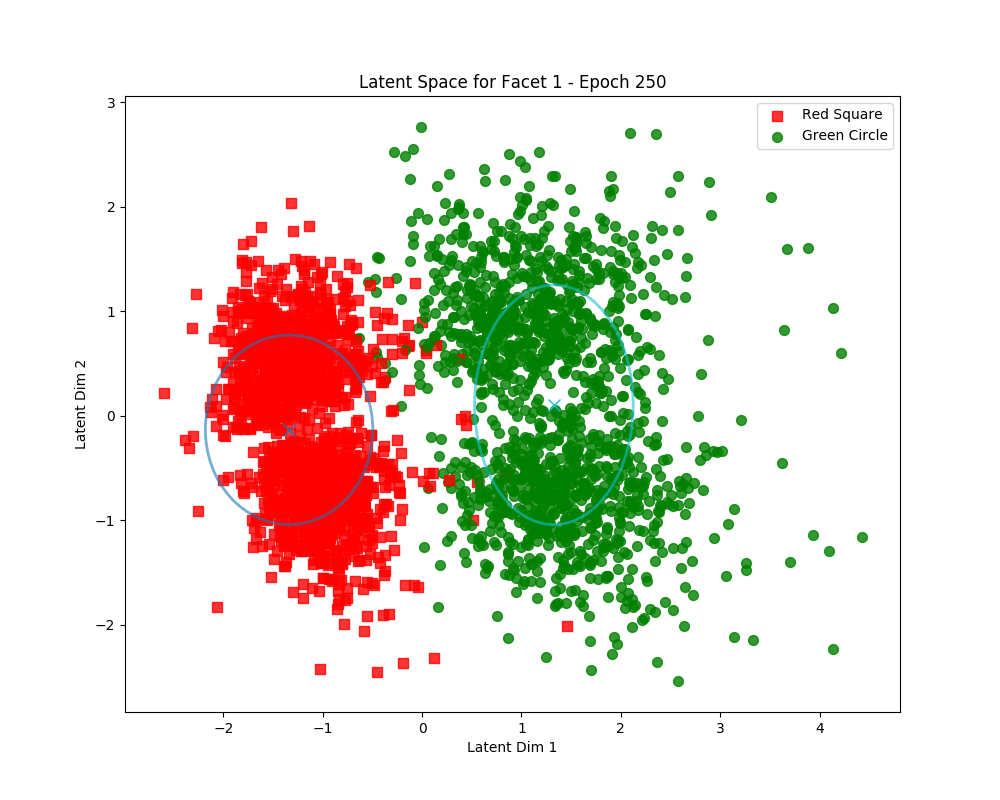 Latent Space for Facet 1 - Epoch 250
Red Square
Green Circle
3
2
1
0
−1
−2
Latent Dim 2
−2
−1
0
1
2
3
4
Latent Dim 1